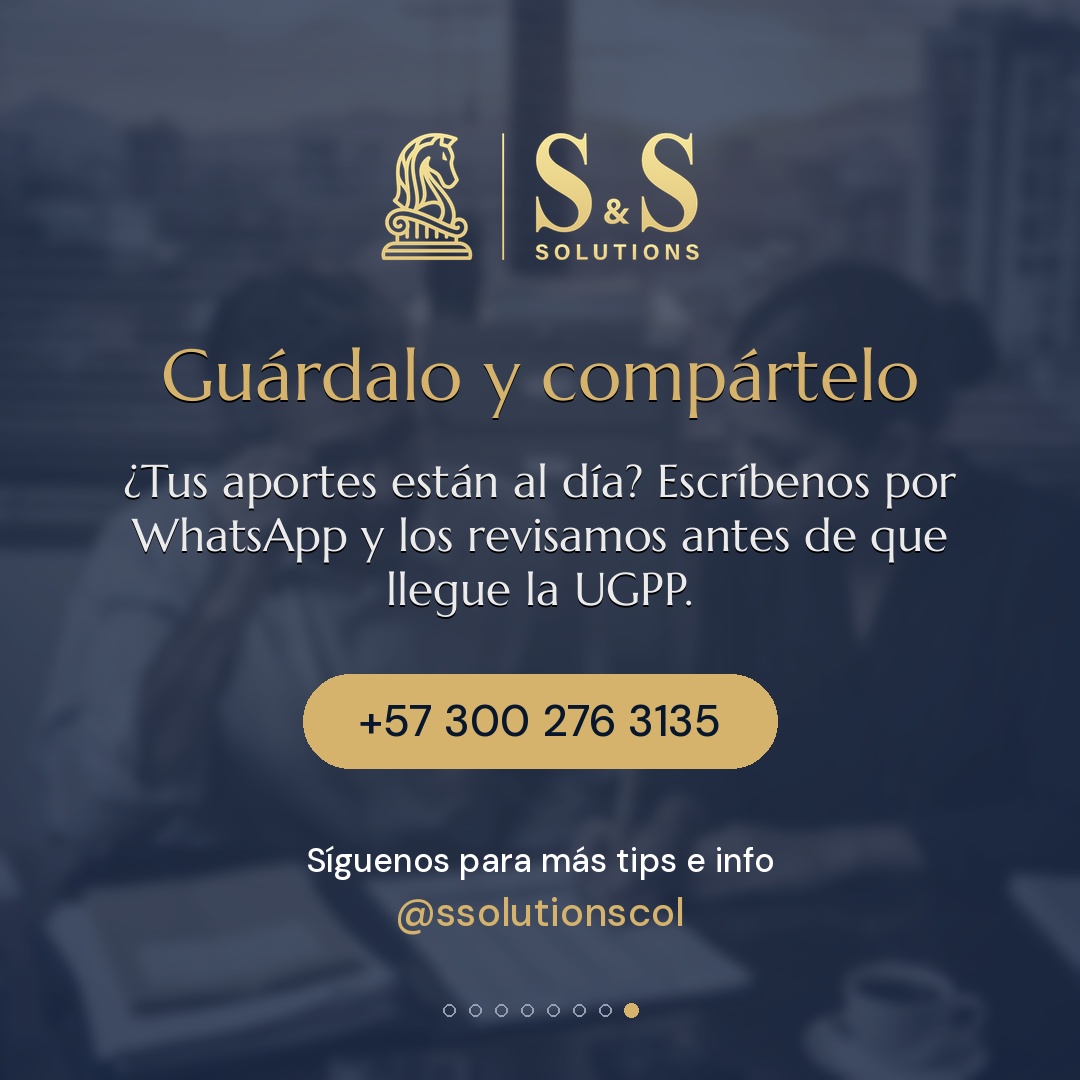 S&S
SOLUTIONS
Guárdalo y compártelo
¿Tus aportes están al día? Escríbenos por
WhatsApp y los revisamos antes de que
llegue la UGPP.
+57 300 276 3135
Síguenos para más tips e info
@ssolutionscol